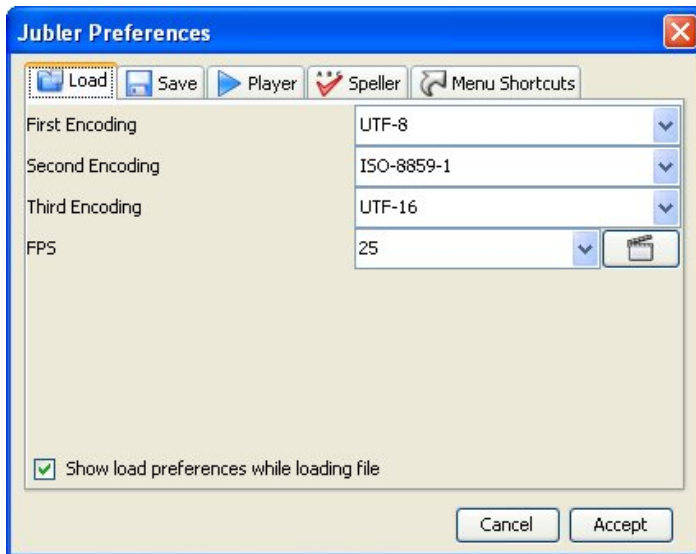 Jubler Preferences
Load Save Player Speller Menu Shortcuts
First Encoding UTF-8
Second Encoding ISO-8859-1
Third Encoding UTF-16
FPS 25
Show load preferences while loading file
Cancel Accept